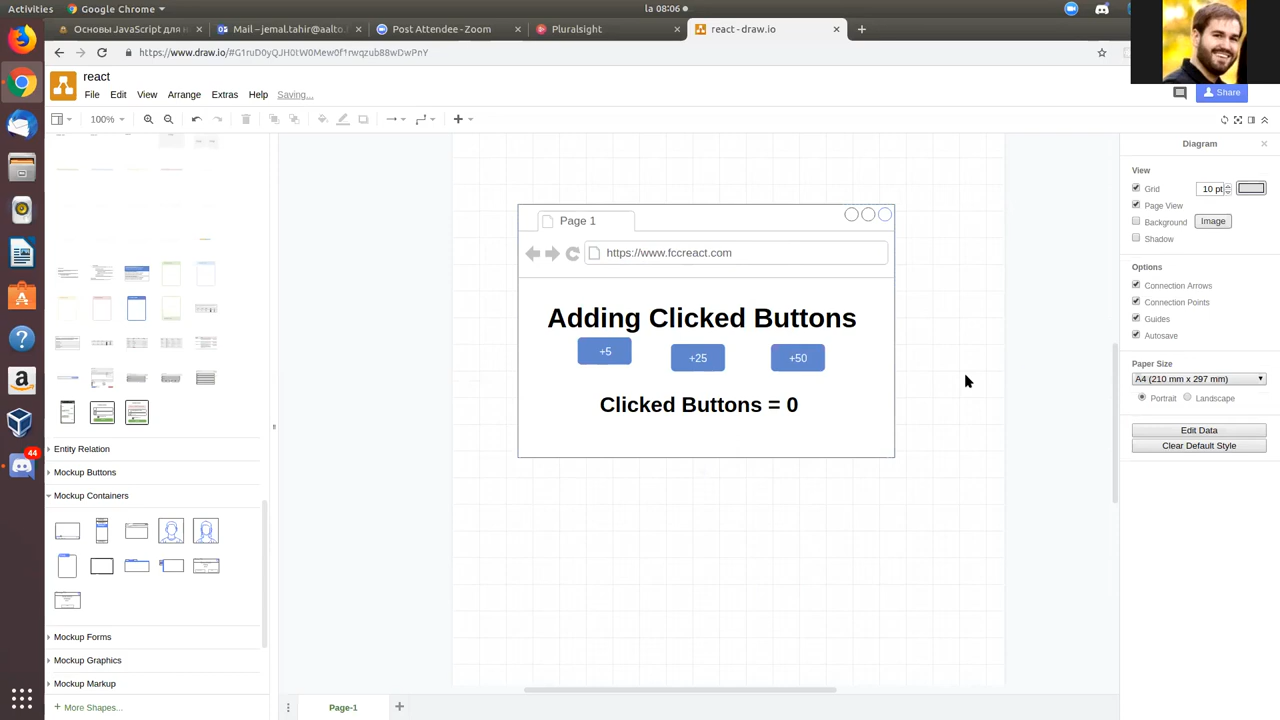 Activities
Google Chrome
la 08:06
Основы JavaScript для н
Mail – jemal.tahir@aalto.
Post Attendee - Zoom
Pluralsight
react - draw.io
https://www.draw.io/#G1ruD0yQJH0tW0Mew0f1rwqzub88wDwPnY
react
File Edit View Arrange Extras Help Saving...
Share
100%
Diagram
View
Grid 10 pt
Page View
Background Image
Shadow
Options
Connection Arrows
Connection Points
Guides
Autosave
Paper Size
A4 (210 mm x 297 mm)
Portrait Landscape
Edit Data
Clear Default Style
Page 1
https://www.fccreact.com
Adding Clicked Buttons
+5 +25 +50
Clicked Buttons = 0
44
Entity Relation
Mockup Buttons
Mockup Containers
Mockup Forms
Mockup Graphics
Mockup Markup
More Shapes...
Page-1